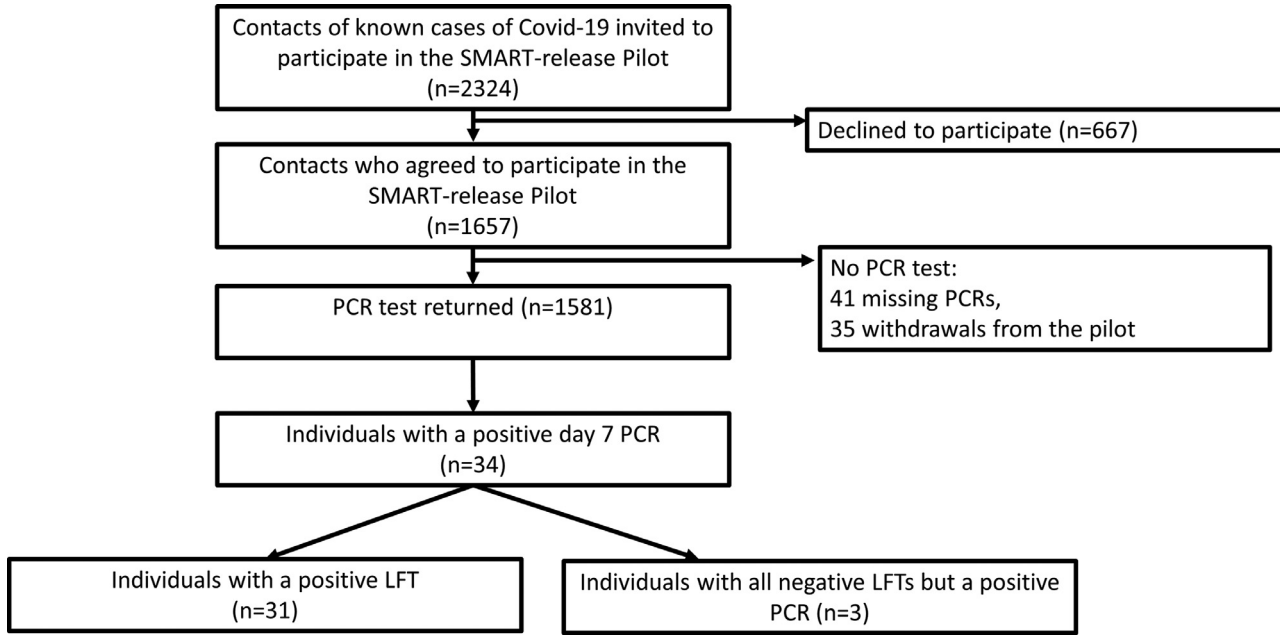 Contacts of known cases of Covid-19 invited to
participate in the SMART-release Pilot
(n=2324)
Declined to participate (n=667)
Contacts who agreed to participate in the
SMART-release Pilot
(n=1657)
No PCR test:
41 missing PCRs,
35 withdrawals from the pilot
PCR test returned (n=1581)
Individuals with a positive day 7 PCR
(n=34)
Individuals with a positive LFT
(n=31)
Individuals with all negative LFTs but a positive
PCR (n=3)